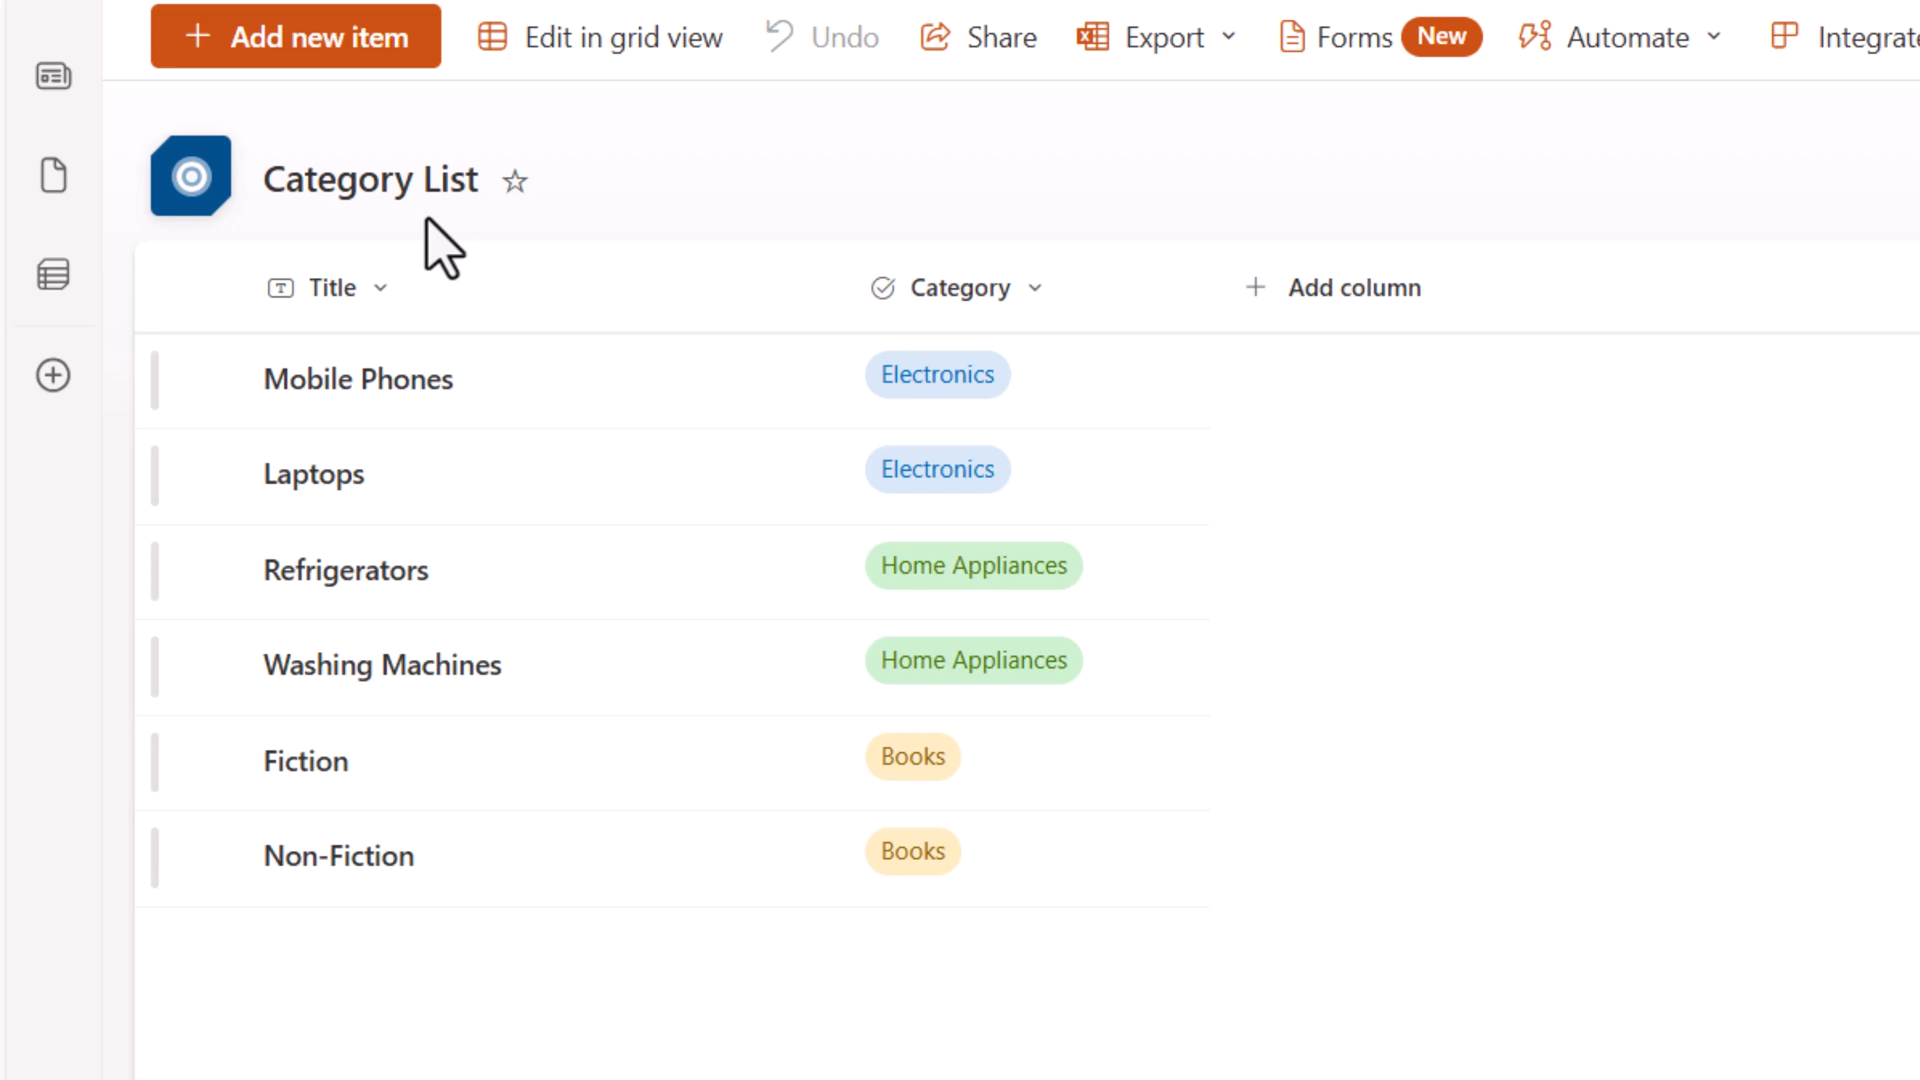 Add new item Edit in grid view Undo Share Export Forms New Automate Integrate
Category List
Title Category Add column
Mobile Phones Electronics
Laptops Electronics
Refrigerators Home Appliances
Washing Machines Home Appliances
Fiction Books
Non-Fiction Books